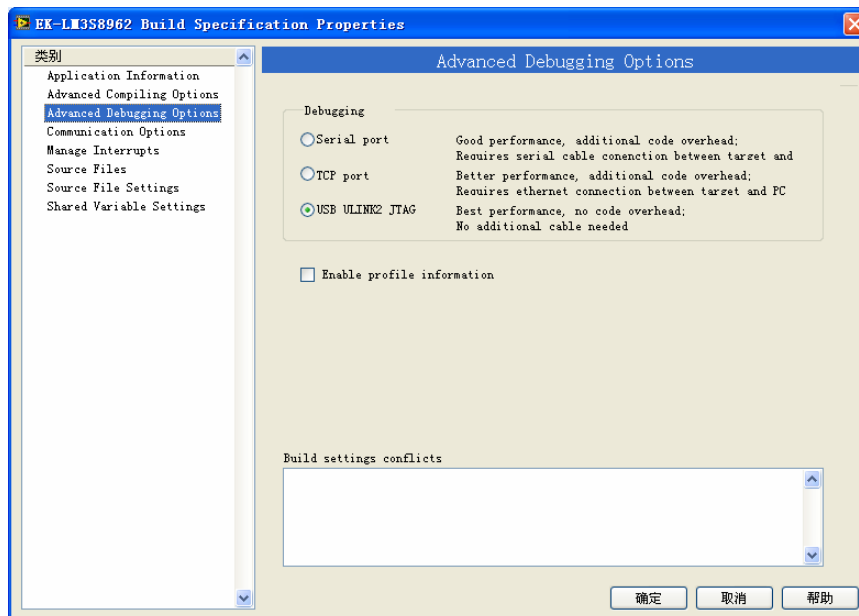 EK-LM3S8962 Build Specification Properties
类别
Application Information
Advanced Compiling Options
Advanced Debugging Options
Communication Options
Manage Interrupts
Source Files
Source File Settings
Shared Variable Settings
Advanced Debugging Options
Debugging
Serial port
Good performance, additional code overhead;
Requires serial cable conenction between target and
TCP port
Better performance, additional code overhead;
Requires ethernet connection between target and PC
USB ULINK2 JTAG
Best performance, no code overhead;
No additional cable needed
Enable profile information
Build settings conflicts
确定
取消
帮助